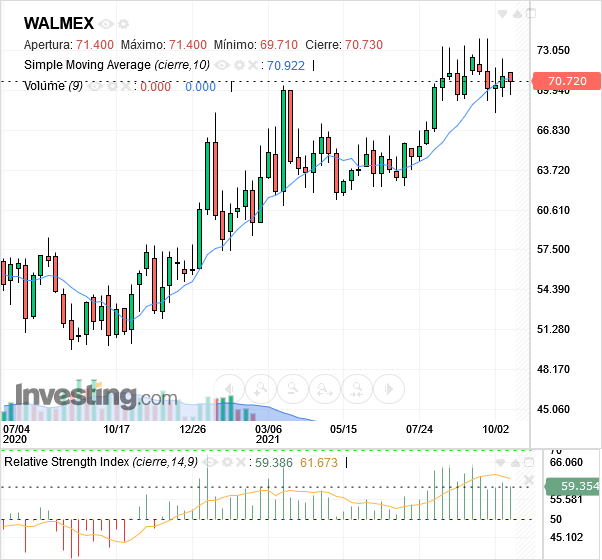 WALMEX
Apertura: 71.400 Máximo: 71.400 Mínimo: 69.710 Cierre: 70.730
Simple Moving Average (cierre,10) : 70.922
Volume (9) : 0.000 0.000
73.050
70.720
69.940
66.830
63.720
60.610
57.500
54.390
51.280
48.170
45.060
Investing.com
07/04 10/17 12/26 03/06 05/15 07/24 10/02
2020 2021
70
Relative Strength Index (cierre,14,9) : 59.386 61.673
66.060
59.354
55.581
50 50
45.102